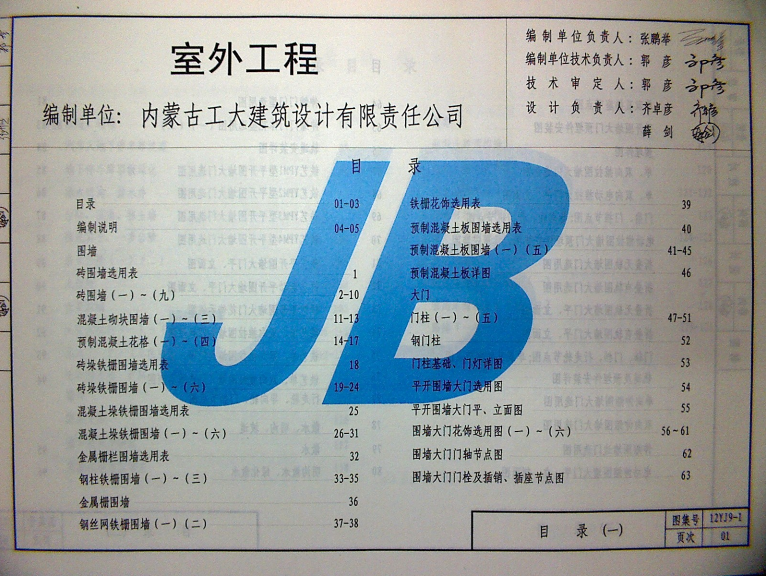 室外工程
编制单位: 内蒙古工大建筑设计有限责任公司
编制单位负责人: 张鹏举
编制单位技术负责人: 郭彦
技术审定人: 郭彦
设计负责人: 齐卓彦
薛剑
目 录
目录 01-03
编制说明 04-05
围墙
砖围墙选用表 1
砖围墙(一)~(九) 2-10
混凝土砌块围墙(一)~(三) 11-13
预制混凝土花格(一)~(四) 14-17
砖垛铁栅围墙选用表 18
砖垛铁栅围墙(一)~(六) 19-24
混凝土垛铁栅围墙选用表 25
混凝土垛铁栅围墙(一)~(六) 26-31
金属栅栏围墙选用表 32
钢柱铁栅围墙(一)~(三) 33-35
金属栅围墙 36
钢丝网铁栅围墙(一)(二) 37-38
铁栅花饰选用表 39
预制混凝土板围墙选用表 40
预制混凝土板围墙(一)(五) 41-45
预制混凝土板详图 46
大门
门柱(一)~(五) 47-51
钢门柱 52
门柱基础、门灯详图 53
平开围墙大门选用图 54
平开围墙大门平、立面图 55
围墙大门花饰选用图(一)~(六) 56~61
围墙大门门轴节点图 62
围墙大门门栓及插销、插座节点图 63
JB
目 录 (一)
图集号 12YJ9-1
页次 01